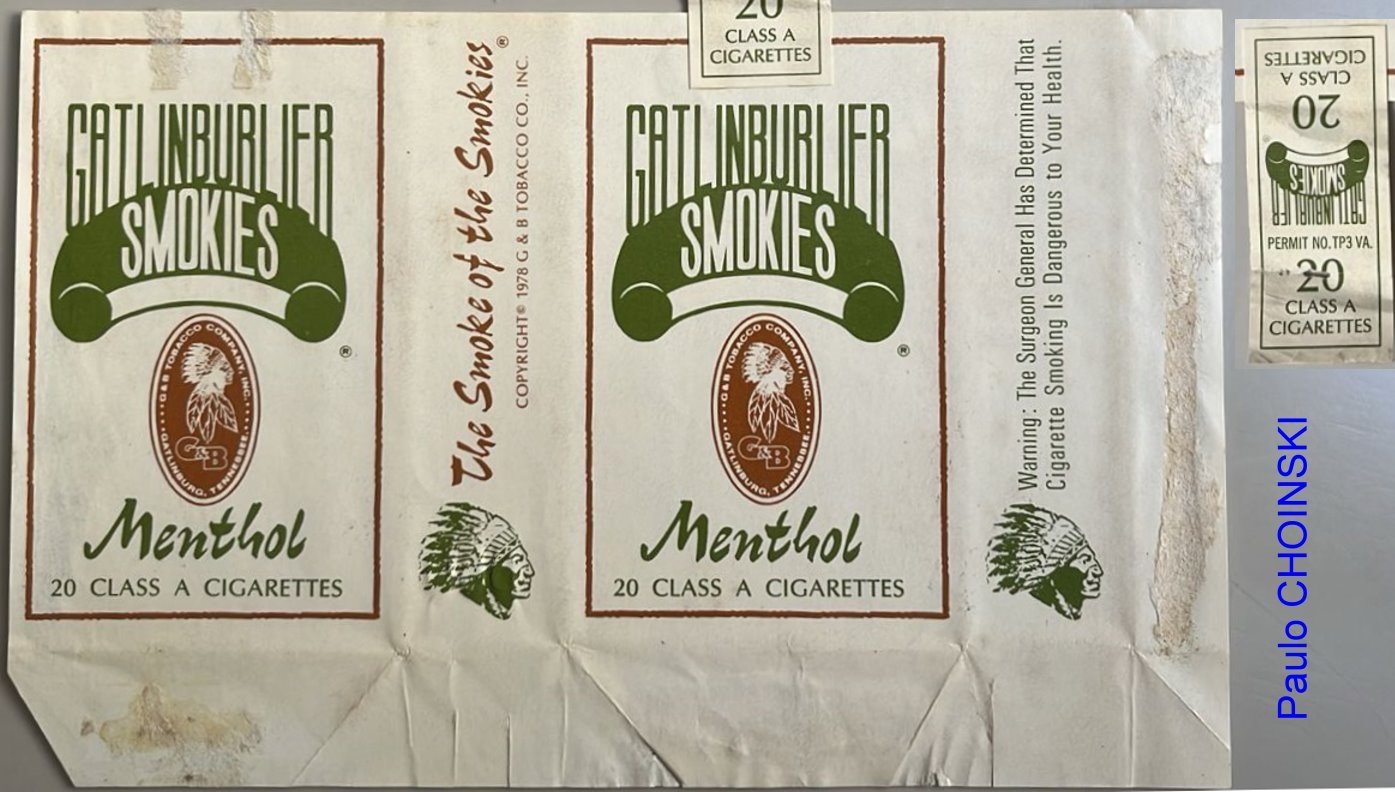 GATLINBURLIER
SMOKIES
®
G&B TOBACCO COMPANY, INC.
G&B
GATLINBURG, TENNESSEE
Menthol
20 CLASS A CIGARETTES
The Smoke of the Smokies®
COPYRIGHT© 1978 G & B TOBACCO CO., INC.
20
CLASS A
CIGARETTES
GATLINBURLIER
SMOKIES
®
G&B TOBACCO COMPANY, INC.
G&B
GATLINBURG, TENNESSEE
Menthol
20 CLASS A CIGARETTES
Warning: The Surgeon General Has Determined That
Cigarette Smoking Is Dangerous to Your Health.
20
CLASS A
CIGARETTES
GATLINBURLIER
SMOKIES
PERMIT NO. TP3 VA.
20
CLASS A
CIGARETTES
Paulo CHOINSKI